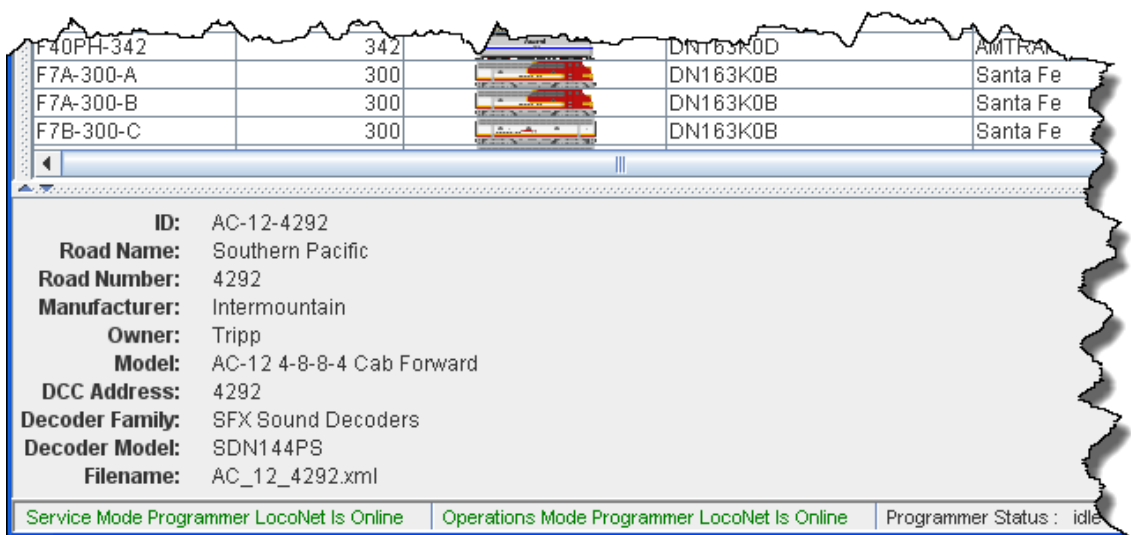 F40PH-342 342 DN163K0D AMTRAK
F7A-300-A 300 DN163K0B Santa Fe
F7A-300-B 300 DN163K0B Santa Fe
F7B-300-C 300 DN163K0B Santa Fe
ID: AC-12-4292
Road Name: Southern Pacific
Road Number: 4292
Manufacturer: Intermountain
Owner: Tripp
Model: AC-12 4-8-8-4 Cab Forward
DCC Address: 4292
Decoder Family: SFX Sound Decoders
Decoder Model: SDN144PS
Filename: AC_12_4292.xml
Service Mode Programmer LocoNet Is Online Operations Mode Programmer LocoNet Is Online Programmer Status : idle